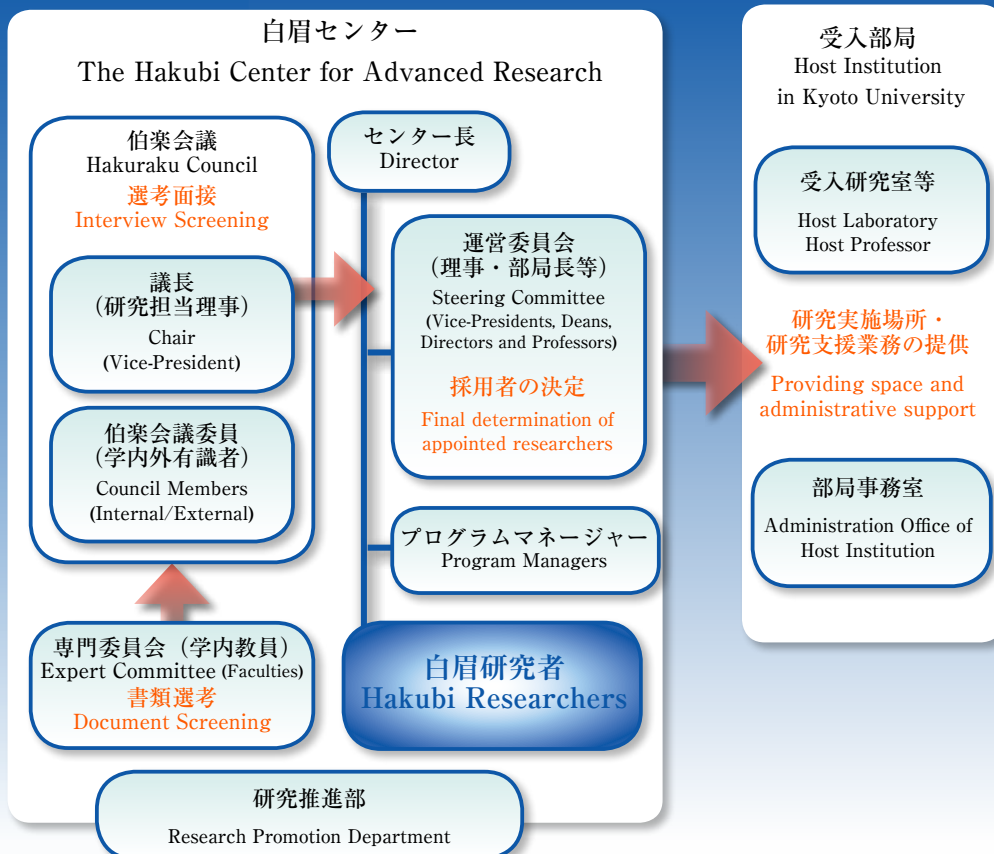 白眉センター
The Hakubi Center for Advanced Research
伯楽会議
Hakuraku Council
選考面接
Interview Screening
議長
（研究担当理事）
Chair
(Vice-President)
伯楽会議委員
（学内外有識者）
Council Members
(Internal/External)
専門委員会（学内教員）
Expert Committee (Faculties)
書類選考
Document Screening
センター長
Director
運営委員会
（理事・部局長等）
Steering Committee
(Vice-Presidents, Deans,
Directors and Professors)
採用者の決定
Final determination of
appointed researchers
プログラムマネージャー
Program Managers
白眉研究者
Hakubi Researchers
研究推進部
Research Promotion Department
受入部局
Host Institution
in Kyoto University
受入研究室等
Host Laboratory
Host Professor
研究実施場所・
研究支援業務の提供
Providing space and
administrative support
部局事務室
Administration Office of
Host Institution